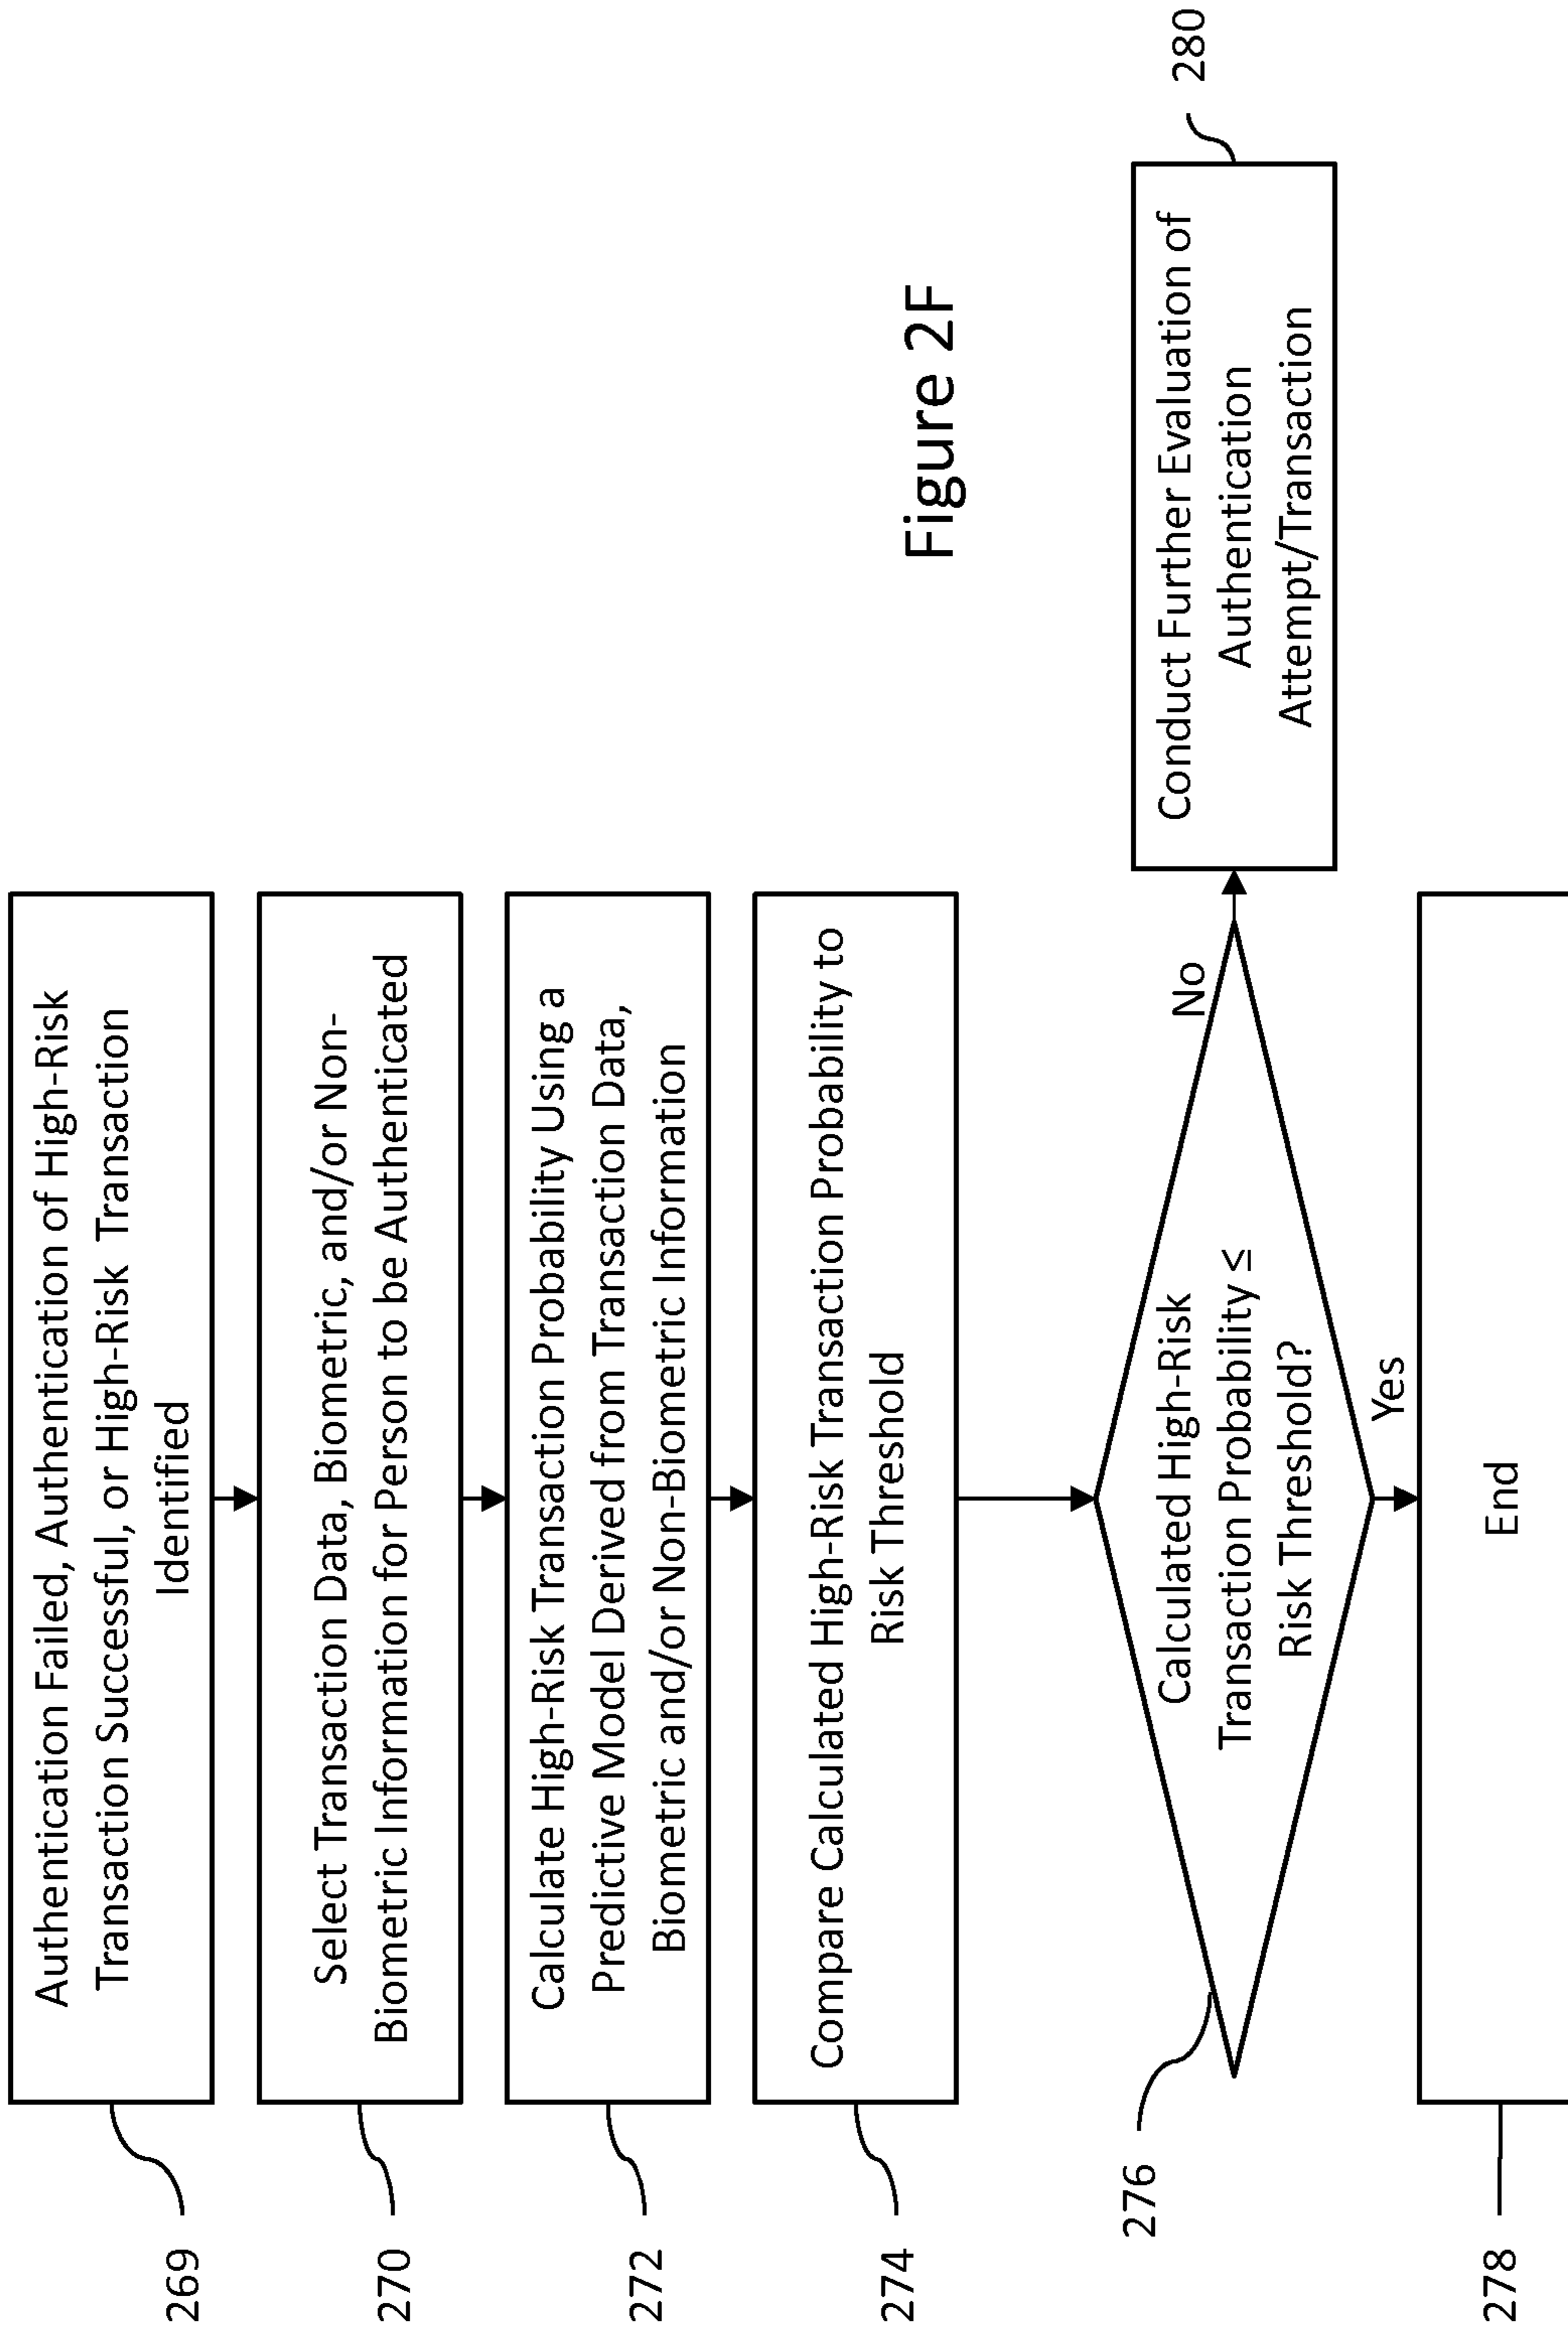 269
Authentication Failed, Authentication of High-Risk
Transaction Successful, or High-Risk Transaction
Identified
270
Select Transaction Data, Biometric, and/or Non-
Biometric Information for Person to be Authenticated
272
Calculate High-Risk Transaction Probability Using a
Predictive Model Derived from Transaction Data,
Biometric and/or Non-Biometric Information
274
Compare Calculated High-Risk Transaction Probability to
Risk Threshold
Figure 2F
276
Calculated High-Risk
Transaction Probability ≤
Risk Threshold?
No
Conduct Further Evaluation of
Authentication
Attempt/Transaction
280
Yes
278
End